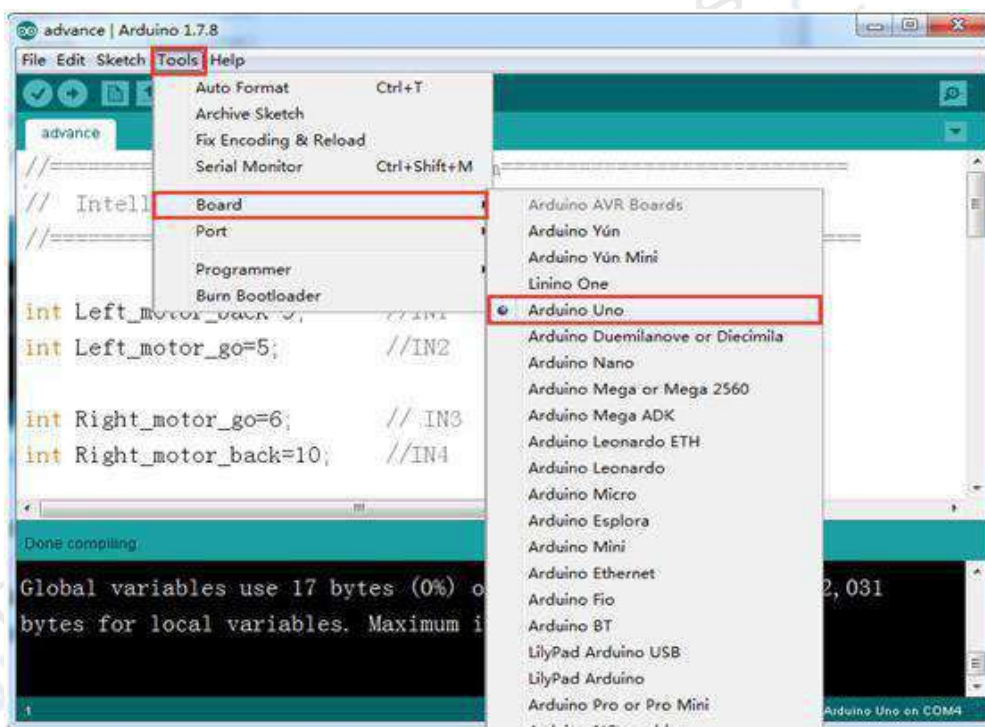 advance | Arduino 1.7.8
File Edit Sketch Tools Help
Auto Format Ctrl+T
Archive Sketch
Fix Encoding & Reload
Serial Monitor Ctrl+Shift+M
Board
Port
Programmer
Burn Bootloader
Arduino AVR Boards
Arduino Yún
Arduino Yún Mini
Linino One
Arduino Uno
Arduino Duemilanove or Diecimila
Arduino Nano
Arduino Mega or Mega 2560
Arduino Mega ADK
Arduino Leonardo ETH
Arduino Leonardo
Arduino Micro
Arduino Esplora
Arduino Mini
Arduino Ethernet
Arduino Fio
Arduino BT
LilyPad Arduino USB
LilyPad Arduino
Arduino Pro or Pro Mini
advance
//=========== n==============================
// Intell
//=========== ===
int Left_motor_back //IN1
int Left_motor_go=5; //IN2
int Right_motor_go=6; // IN3
int Right_motor_back=10; //IN4
Done compiling
Global variables use 17 bytes (0%) o 2,031
bytes for local variables. Maximum i
1 Arduino Uno on COM4